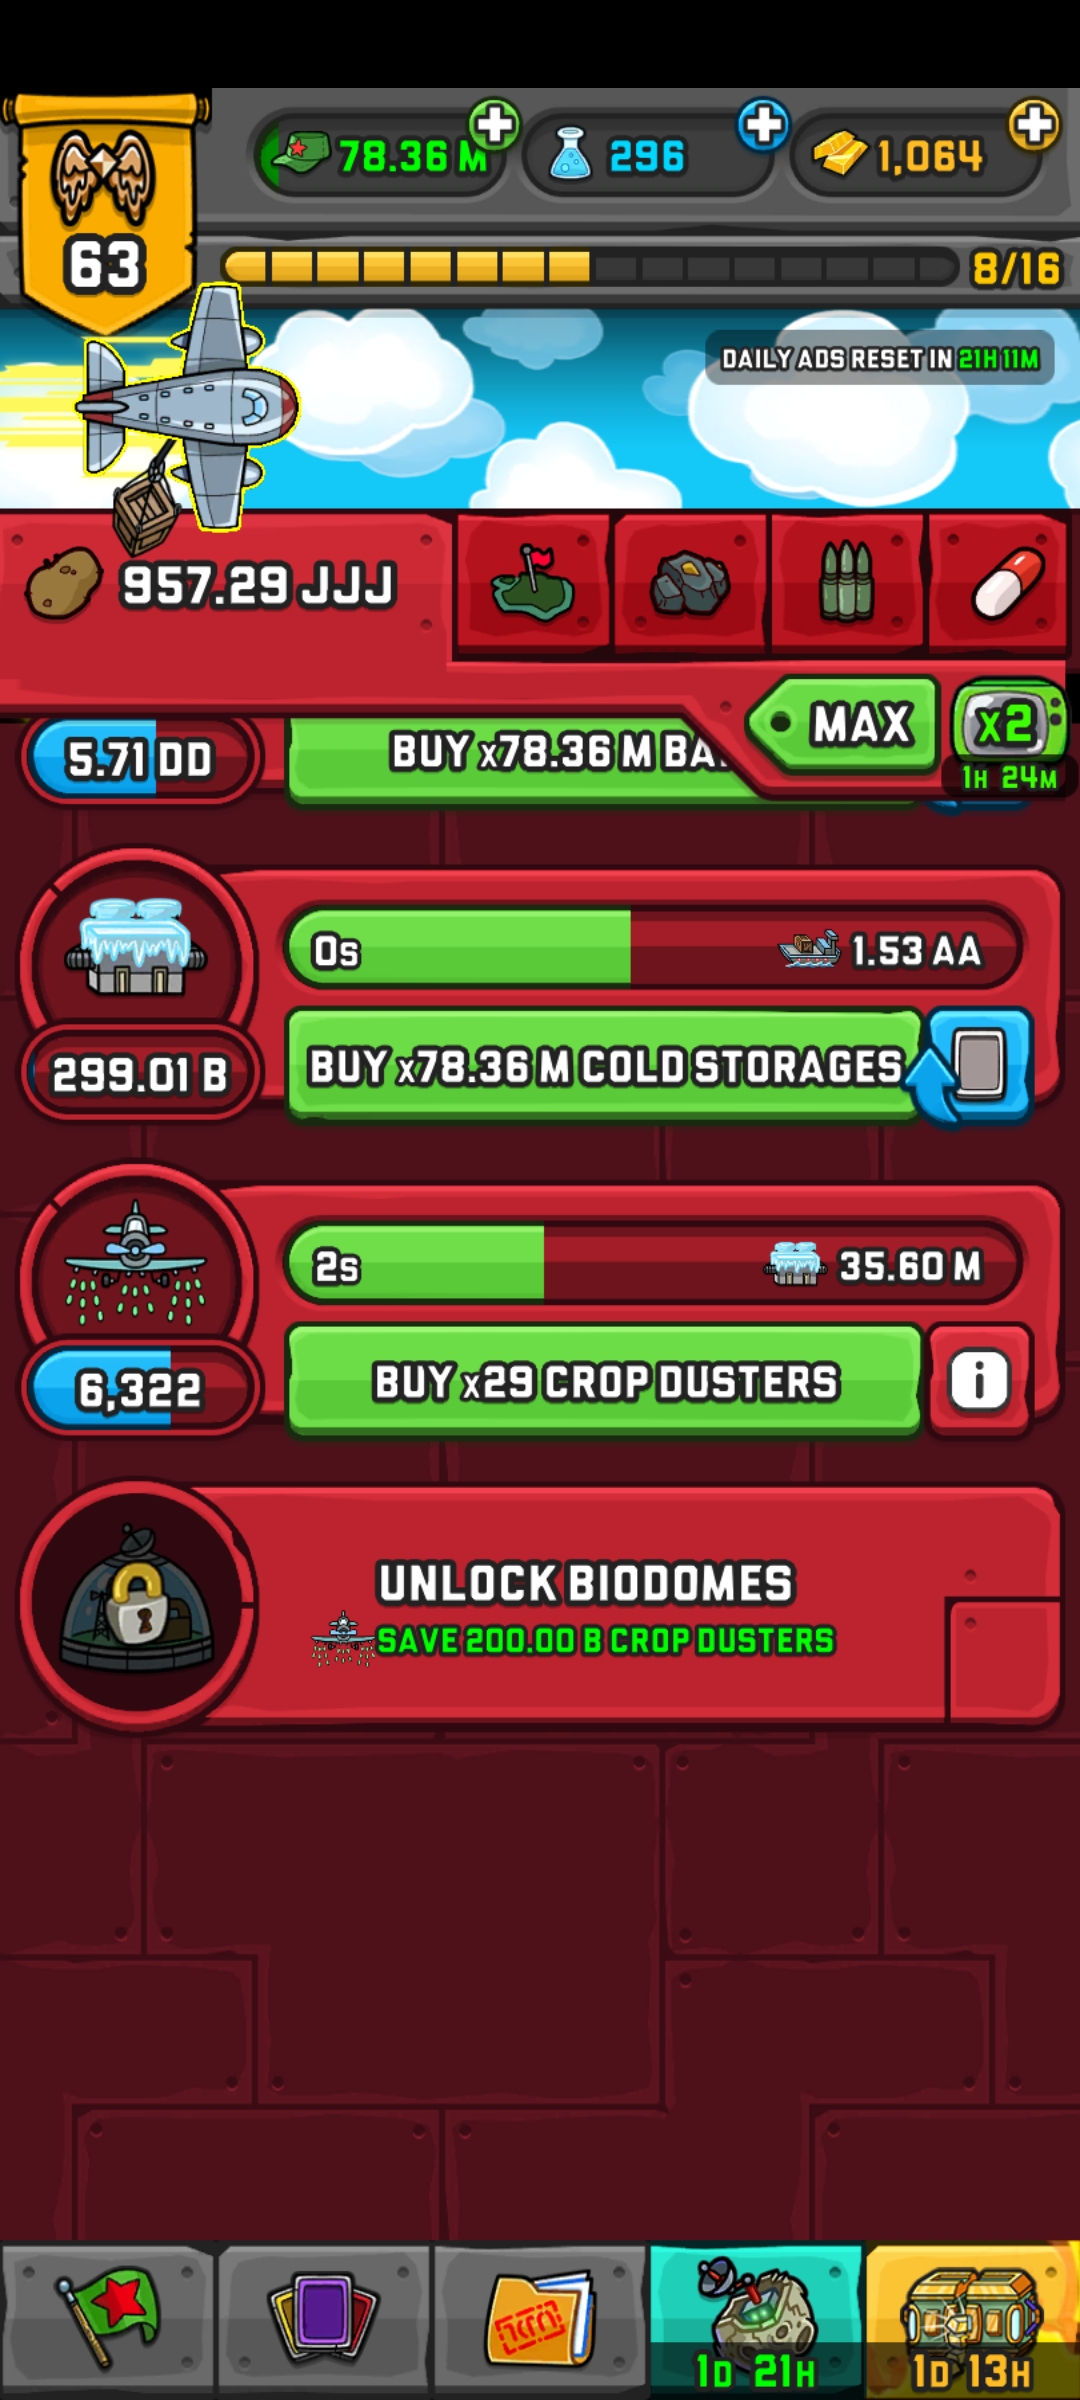 78.36 M
296
1,064
63
8/16
DAILY ADS RESET IN 21H 11M
957.29 JJJ
MAX
X2
1H 24M
5.71 DD
BUY x78.36 M BA
0s
1.53 AA
299.01 B
BUY x78.36 M COLD STORAGES
2s
35.60 M
6,322
BUY x29 CROP DUSTERS
i
UNLOCK BIODOMES
SAVE 200.00 B CROP DUSTERS
1D 21H
1D 13H